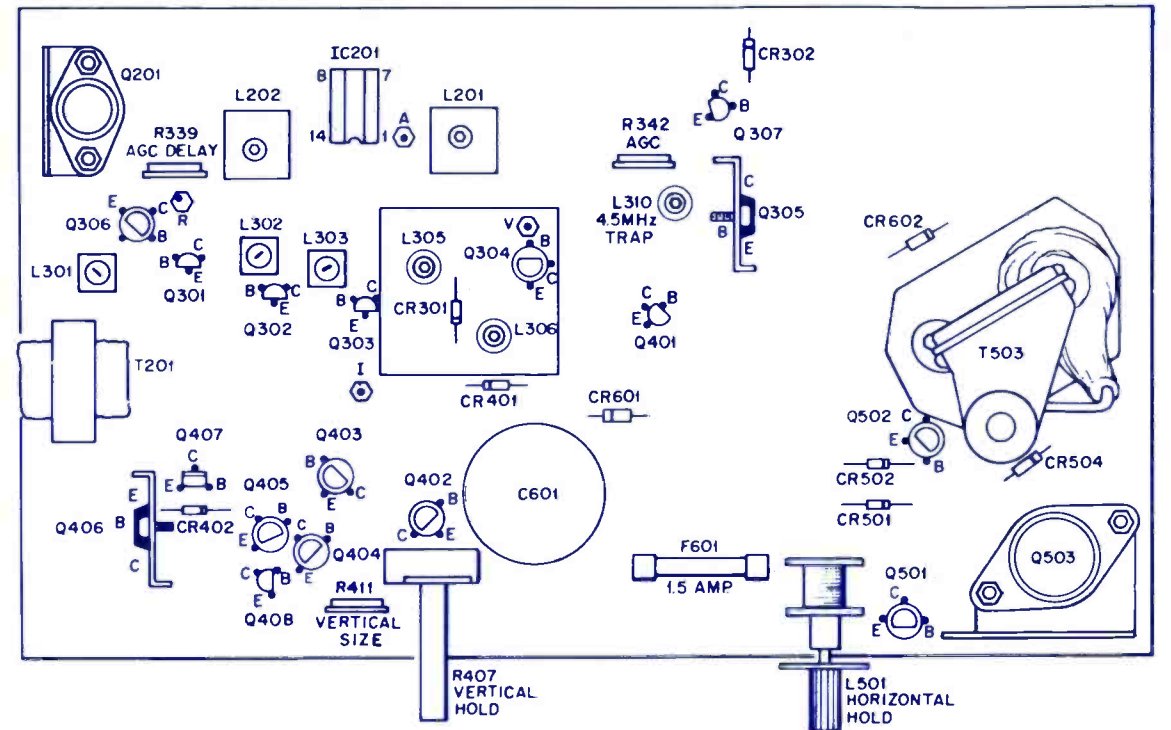 Q201
IC201
8 7
14 1
A
L202
L201
R339
AGC DELAY
CR302
C
B
E
Q307
R342
AGC
C
Q305
B
E
L310
4.5MHz
TRAP
E
C
B
Q306
R
L301
B
C
E
Q301
L302
B
C
E
Q302
L303
B
E
Q303
L305
CR301
L306
V
B
Q304
C
E
C
B
E
Q401
CR602
T503
T201
I
CR401
CR601
Q502
C
E
B
CR502
CR504
CR501
Q407
C
E
B
E
Q406
B
C
CR402
Q403
B
E
C
Q405
C
B
E
C
B
E
Q404
B
E
Q408
Q402
B
C
E
C601
R411
VERTICAL
SIZE
F601
1.5 AMP
Q501
C
E
B
Q503
R407
VERTICAL
HOLD
L501
HORIZONTAL
HOLD